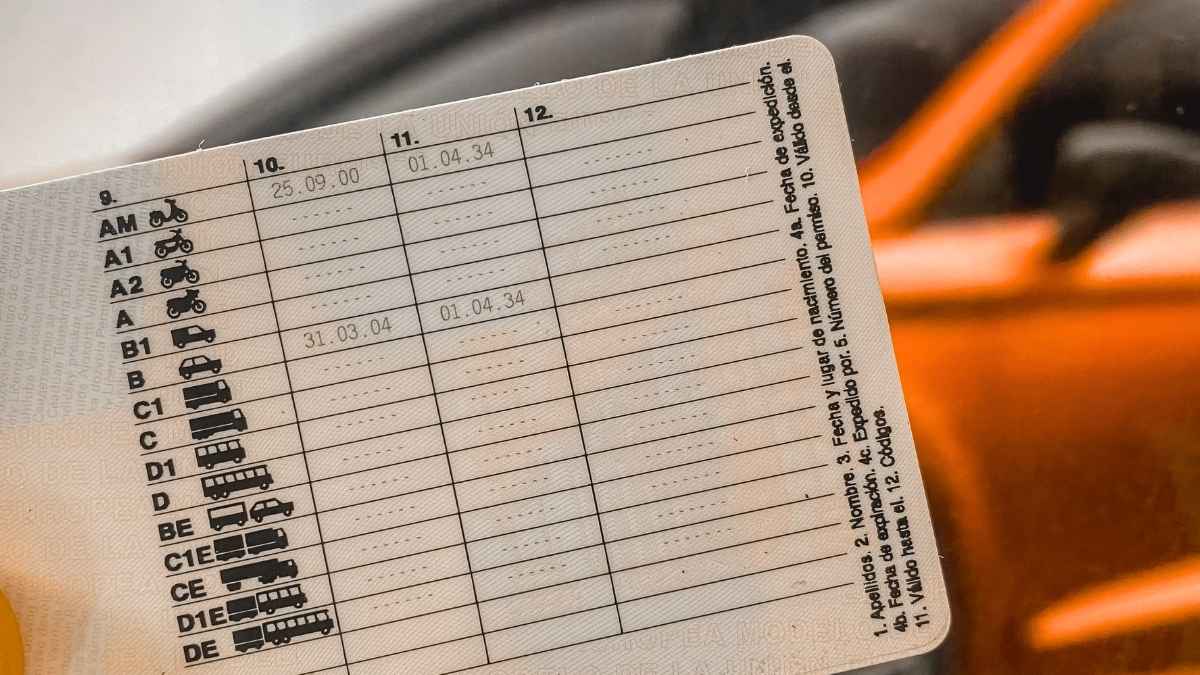 9. 10. 11. 12.
AM 25.09.00 01.04.34
A1
A2
A
B1
B 31.03.04 01.04.34
C1
C
D1
D
BE
C1E
CE
D1E
DE
1. Apellidos. 2. Nombre. 3. Fecha y lugar de nacimiento. 4a. Fecha de expedición.
4b. Fecha de expiración. 4c. Expedido por. 5. Número del permiso. 10. Válido desde el.
11. Válido hasta el. 12. Códigos.